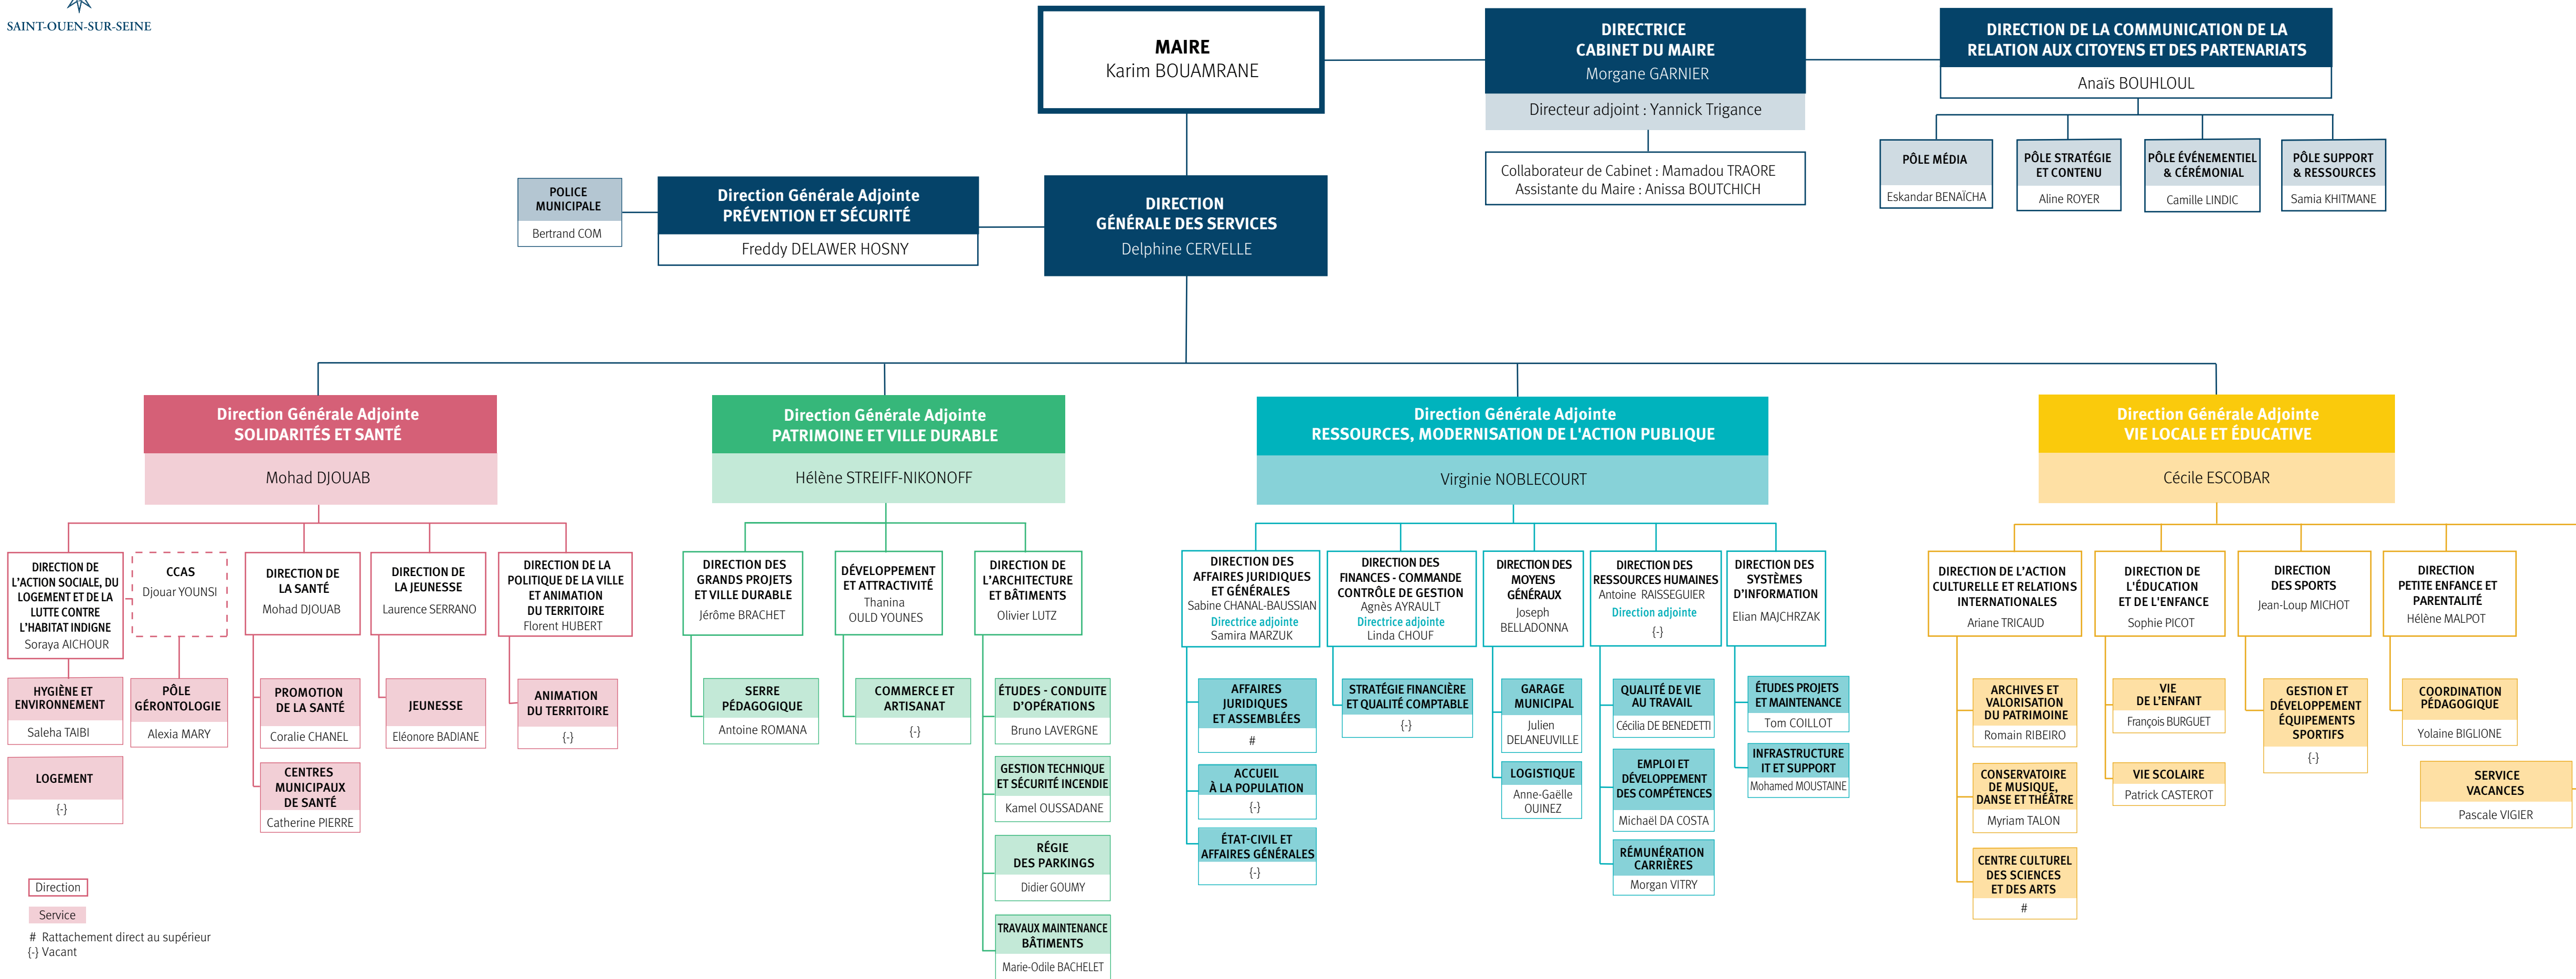 SAINT-OUEN-SUR-SEINE
MAIRE
Karim BOUAMRANE
DIRECTRICE
CABINET DU MAIRE
Morgane GARNIER
Directeur adjoint : Yannick Trigance
Collaborateur de Cabinet : Mamadou TRAORE
Assistante du Maire : Anissa BOUTCHICH
DIRECTION DE LA COMMUNICATION DE LA
RELATION AUX CITOYENS ET DES PARTENARIATS
Anaïs BOUHLOUL
PÔLE MÉDIA
Eskandar BENAÏCHA
PÔLE STRATÉGIE
ET CONTENU
Aline ROYER
PÔLE ÉVÉNEMENTIEL
& CÉRÉMONIAL
Camille LINDIC
PÔLE SUPPORT
& RESSOURCES
Samia KHITMANE
POLICE
MUNICIPALE
Bertrand COM
Direction Générale Adjointe
PRÉVENTION ET SÉCURITÉ
Freddy DELAWER HOSNY
DIRECTION
GÉNÉRALE DES SERVICES
Delphine CERVELLE
Direction Générale Adjointe
SOLIDARITÉS ET SANTÉ
Mohad DJOUAB
DIRECTION DE
L'ACTION SOCIALE, DU
LOGEMENT ET DE LA
LUTTE CONTRE
L'HABITAT INDIGNE
Soraya AICHOUR
HYGIÈNE ET
ENVIRONNEMENT
Saleha TAIBI
LOGEMENT
{-}
CCAS
Djouar YOUNSI
PÔLE
GÉRONTOLOGIE
Alexia MARY
DIRECTION DE
LA SANTÉ
Mohad DJOUAB
PROMOTION
DE LA SANTÉ
Coralie CHANEL
CENTRES
MUNICIPAUX
DE SANTÉ
Catherine PIERRE
DIRECTION DE
LA JEUNESSE
Laurence SERRANO
JEUNESSE
Eléonore BADIANE
DIRECTION DE LA
POLITIQUE DE LA VILLE
ET ANIMATION
DU TERRITOIRE
Florent HUBERT
ANIMATION
DU TERRITOIRE
{-}
Direction Générale Adjointe
PATRIMOINE ET VILLE DURABLE
Hélène STREIFF-NIKONOFF
DIRECTION DES
GRANDS PROJETS
ET VILLE DURABLE
Jérôme BRACHET
SERRE
PÉDAGOGIQUE
Antoine ROMANA
DÉVELOPPEMENT
ET ATTRACTIVITÉ
Thanina
OULD YOUNES
COMMERCE ET
ARTISANAT
{-}
DIRECTION DE
L'ARCHITECTURE
ET BÂTIMENTS
Olivier LUTZ
ÉTUDES - CONDUITE
D'OPÉRATIONS
Bruno LAVERGNE
GESTION TECHNIQUE
ET SÉCURITÉ INCENDIE
Kamel OUSSADANE
RÉGIE
DES PARKINGS
Didier GOUMY
TRAVAUX MAINTENANCE
BÂTIMENTS
Marie-Odile BACHELET
Direction Générale Adjointe
RESSOURCES, MODERNISATION DE L'ACTION PUBLIQUE
Virginie NOBLECOURT
DIRECTION DES
AFFAIRES JURIDIQUES
ET GÉNÉRALES
Sabine CHANAL-BAUSSIAN
Directrice adjointe
Samira MARZUK
AFFAIRES
JURIDIQUES
ET ASSEMBLÉES
#
ACCUEIL
À LA POPULATION
{-}
ÉTAT-CIVIL ET
AFFAIRES GÉNÉRALES
{-}
DIRECTION DES
FINANCES - COMMANDE
CONTRÔLE DE GESTION
Agnès AYRAULT
Directrice adjointe
Linda CHOUF
STRATÉGIE FINANCIÈRE
ET QUALITÉ COMPTABLE
{-}
DIRECTION DES
MOYENS
GÉNÉRAUX
Joseph
BELLADONNA
GARAGE
MUNICIPAL
Julien
DELANEUVILLE
LOGISTIQUE
Anne-Gaëlle
OUINEZ
DIRECTION DES
RESSOURCES HUMAINES
Antoine RAISSEGUIER
Direction adjointe
{-}
QUALITÉ DE VIE
AU TRAVAIL
Cécilia DE BENEDETTI
EMPLOI ET
DÉVELOPPEMENT
DES COMPÉTENCES
Michaël DA COSTA
RÉMUNÉRATION
CARRIÈRES
Morgan VITRY
DIRECTION DES
SYSTÈMES
D'INFORMATION
Elian MAJCHRZAK
ÉTUDES PROJETS
ET MAINTENANCE
Tom COILLOT
INFRASTRUCTURE
IT ET SUPPORT
Mohamed MOUSTAINE
Direction Générale Adjointe
VIE LOCALE ET ÉDUCATIVE
Cécile ESCOBAR
DIRECTION DE L'ACTION
CULTURELLE ET RELATIONS
INTERNATIONALES
Ariane TRICAUD
ARCHIVES ET
VALORISATION
DU PATRIMOINE
Romain RIBEIRO
CONSERVATOIRE
DE MUSIQUE,
DANSE ET THÉÂTRE
Myriam TALON
CENTRE CULTUREL
DES SCIENCES
ET DES ARTS
#
DIRECTION DE
L'ÉDUCATION
ET DE L'ENFANCE
Sophie PICOT
VIE
DE L'ENFANT
François BURGUET
VIE SCOLAIRE
Patrick CASTEROT
DIRECTION
DES SPORTS
Jean-Loup MICHOT
GESTION ET
DÉVELOPPEMENT
ÉQUIPEMENTS
SPORTIFS
{-}
DIRECTION
PETITE ENFANCE ET
PARENTALITÉ
Hélène MALPOT
COORDINATION
PÉDAGOGIQUE
Yolaine BIGLIONE
SERVICE
VACANCES
Pascale VIGIER
Direction
Service
# Rattachement direct au supérieur
{-} Vacant